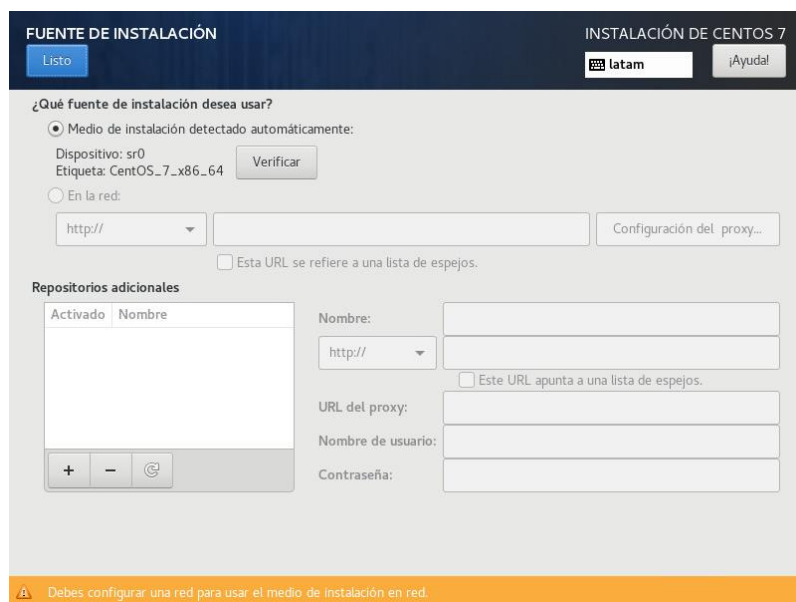 FUENTE DE INSTALACIÓN
INSTALACIÓN DE CENTOS 7
Listo
latam
¡Ayuda!
¿Qué fuente de instalación desea usar?
Medio de instalación detectado automáticamente:
Dispositivo: sr0
Etiqueta: CentOS_7_x86_64
Verificar
En la red:
http://
Configuración del proxy...
Esta URL se refiere a una lista de espejos.
Repositorios adicionales
Activado Nombre
Nombre:
http://
Este URL apunta a una lista de espejos.
URL del proxy:
Nombre de usuario:
Contraseña:
Debes configurar una red para usar el medio de instalación en red.